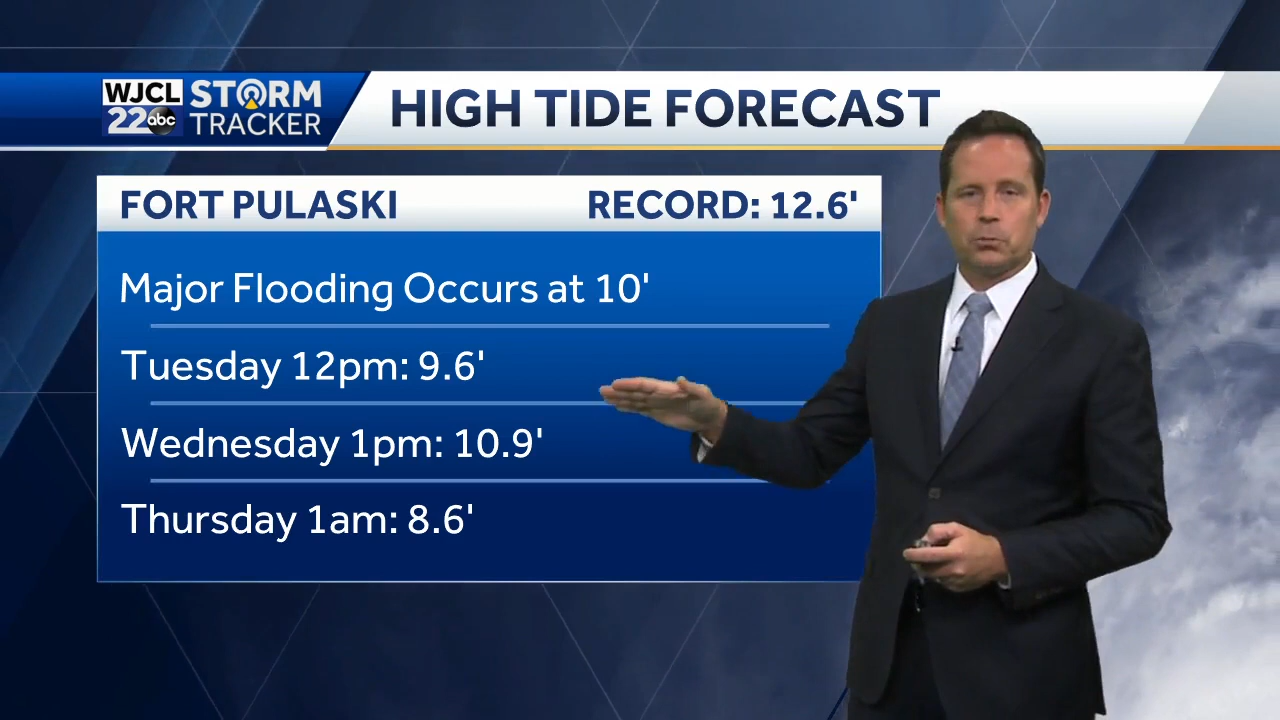 WJCL
22 abc
STORM
TRACKER
HIGH TIDE FORECAST
FORT PULASKI RECORD: 12.6'
Major Flooding Occurs at 10'
Tuesday 12pm: 9.6'
Wednesday 1pm: 10.9'
Thursday 1am: 8.6'